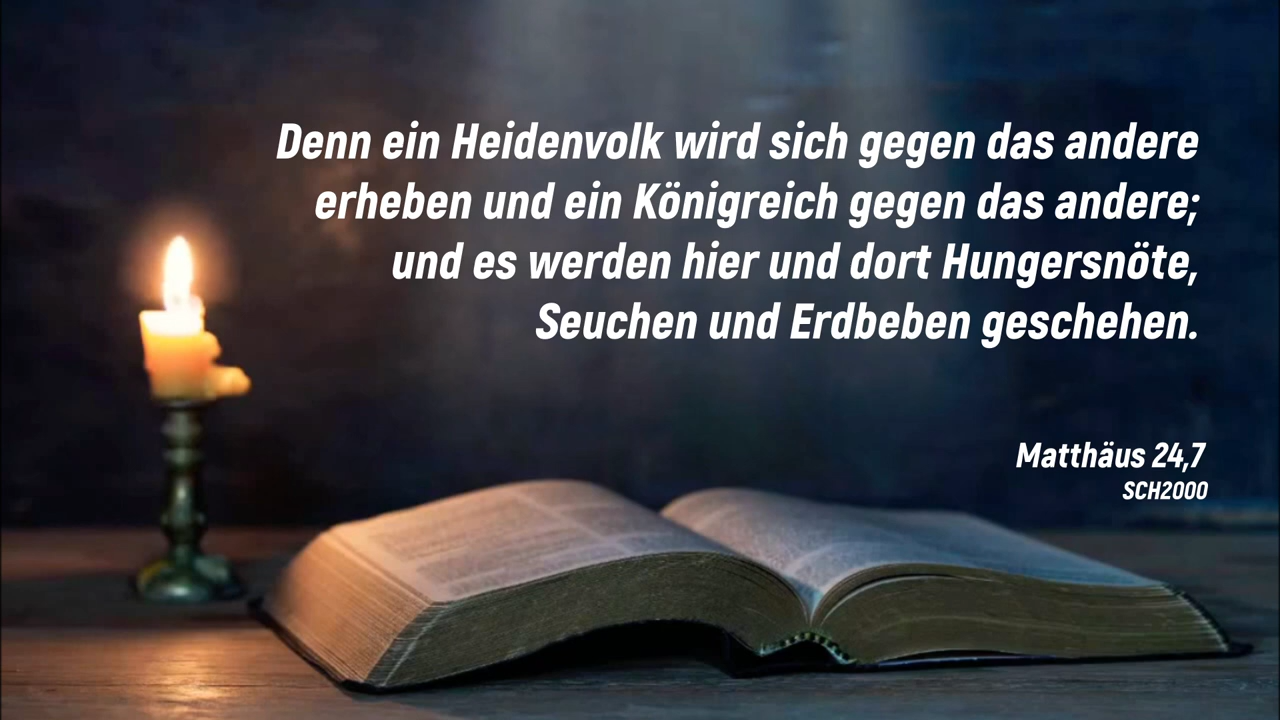 Denn ein Heidenvolk wird sich gegen das andere
erheben und ein Königreich gegen das andere;
und es werden hier und dort Hungersnöte,
Seuchen und Erdbeben geschehen.
Matthäus 24,7
SCH2000